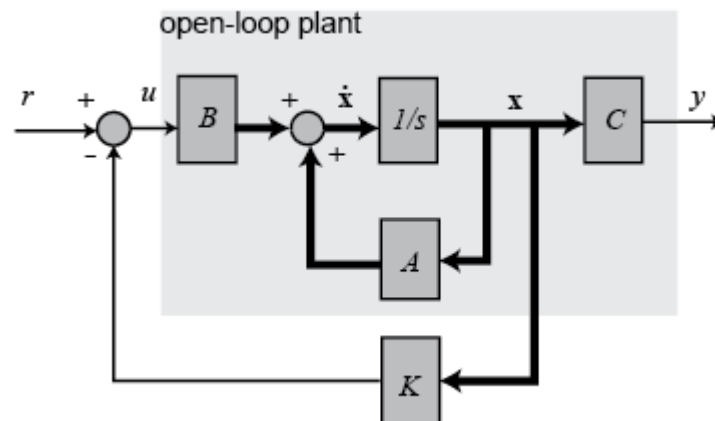 open-loop plant
r
+
-
u
B
+
+
ẋ
1/s
x
C
y
A
K